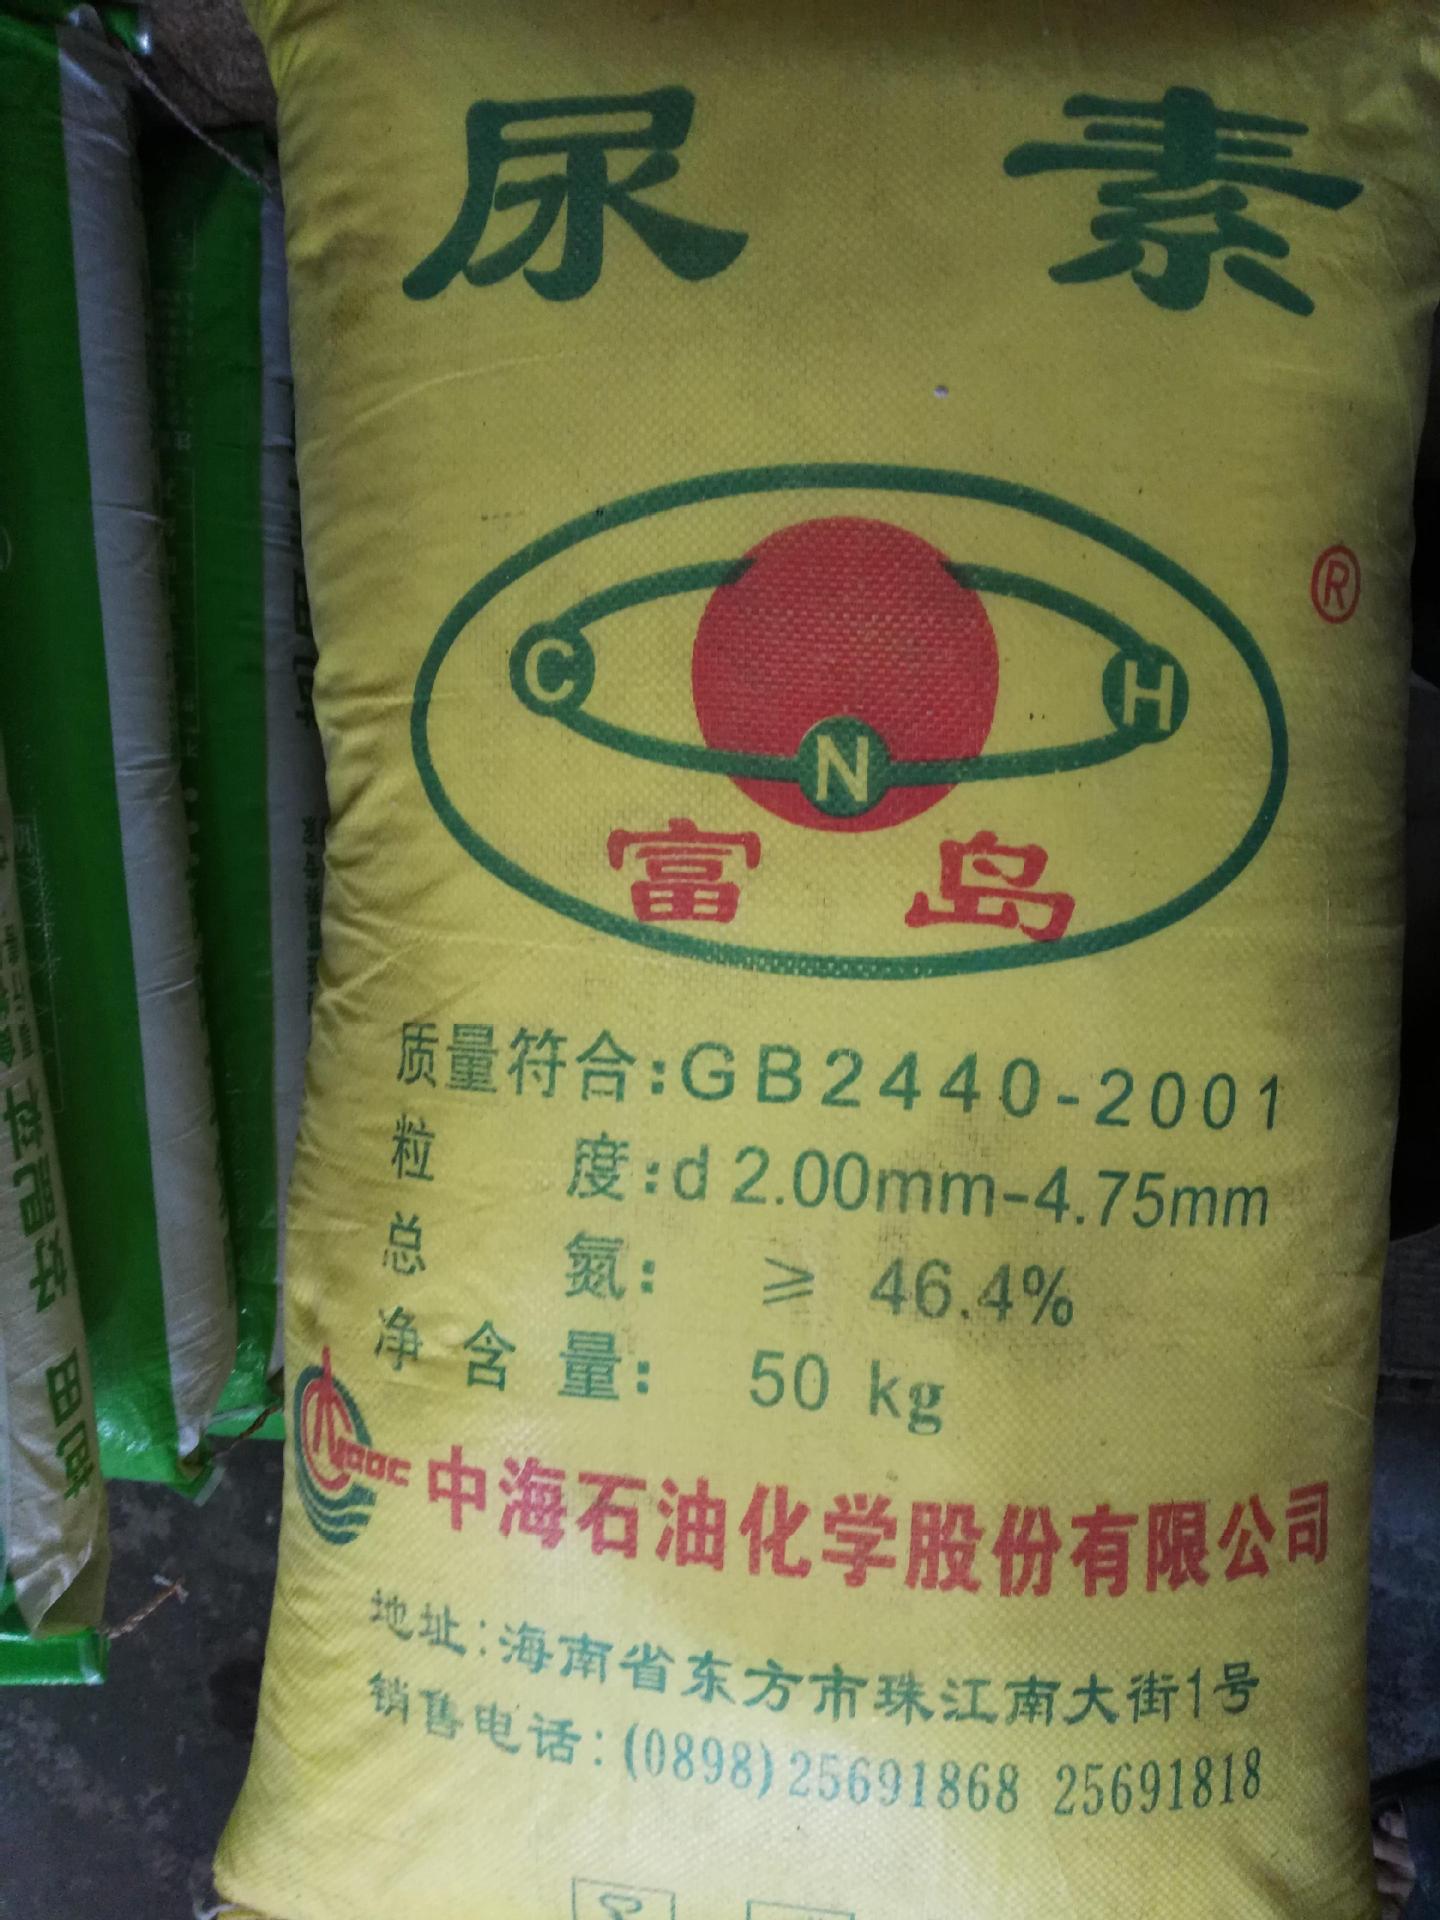 尿素
®
C
H
N
富岛
质量符合:GB2440-2001
粒度:d 2.00mm-4.75mm
总氮: ≥ 46.4%
净含量: 50 kg
中海石油化学股份有限公司
地址:海南省东方市珠江南大街1号
销售电话:(0898)25691868 25691818